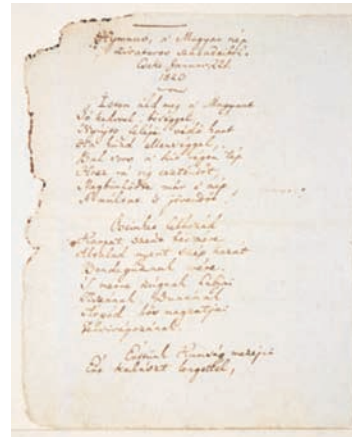 Hymnus, a' Magyar nép
zivataros századaiból.
Cseke Januar. 22d.
1823
Isten áldd meg a' Magyart
Jó kedvvel, bőséggel,
Nyújts feléje védő kart
Ha küzd ellenséggel;
Bal sors a' kit régen tép
Hozz rá víg esztendőt,
Megbünhödte már e' nép
A' multat 's jövendőt.
Őseinket felhozád
Kárpát szent bérczére,
Általad nyert szép hazát
Bendegúznak vére.
'S merre zúgnak habjai
Tiszának, Dunának,
Árpád' hős magzatjai
Felvirágozának.
Értünk Kunság mezein
Ért kalászt lengettél,